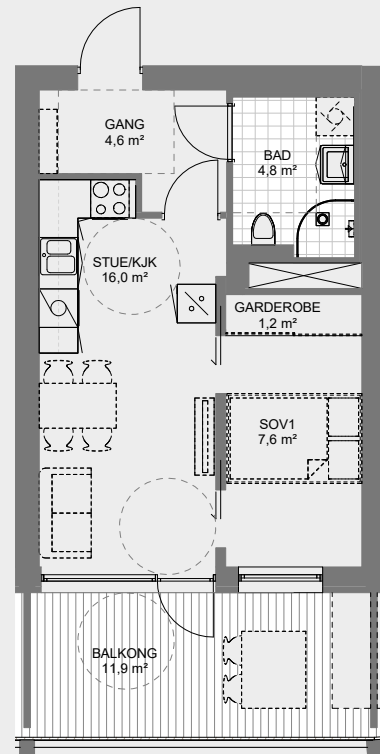 GANG
4,6 m²
BAD
4,8 m²
STUE/KJK
16,0 m²
GARDEROBE
1,2 m²
SOV1
7,6 m²
BALKONG
11,9 m²